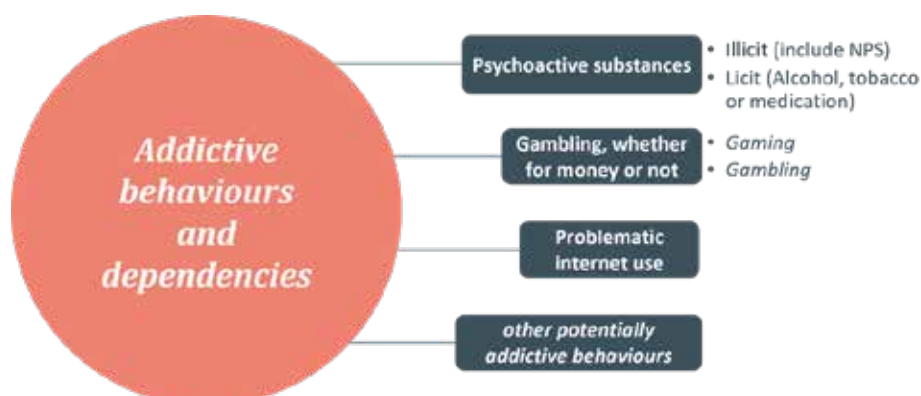 Addictive
behaviours
and
dependencies
Psychoactive substances
• Illicit (include NPS)
• Licit (Alcohol, tobacco
or medication)
Gambling, whether
for money or not
• Gaming
• Gambling
Problematic
internet use
other potentially
addictive behaviours